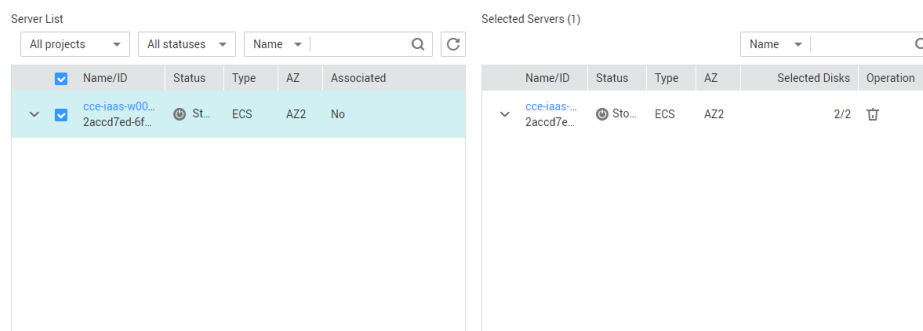 Server List
All projects All statuses Name
Name/ID Status Type AZ Associated
cce-iaas-w00... St... ECS AZ2 No
2accd7ed-6f...
Selected Servers (1)
Name
Name/ID Status Type AZ Selected Disks Operation
cce-iaas-... Sto... ECS AZ2 2/2
2accd7e...